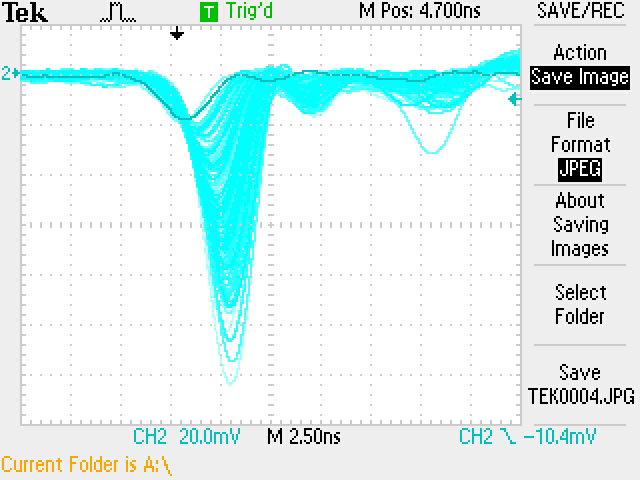 Tek T Trig'd M Pos: 4.700ns SAVE/REC
Action
Save Image
File
Format
JPEG
About
Saving
Images
Select
Folder
Save
TEK0004.JPG
2
CH2 20.0mV M 2.50ns CH2 -10.4mV
Current Folder is A:\